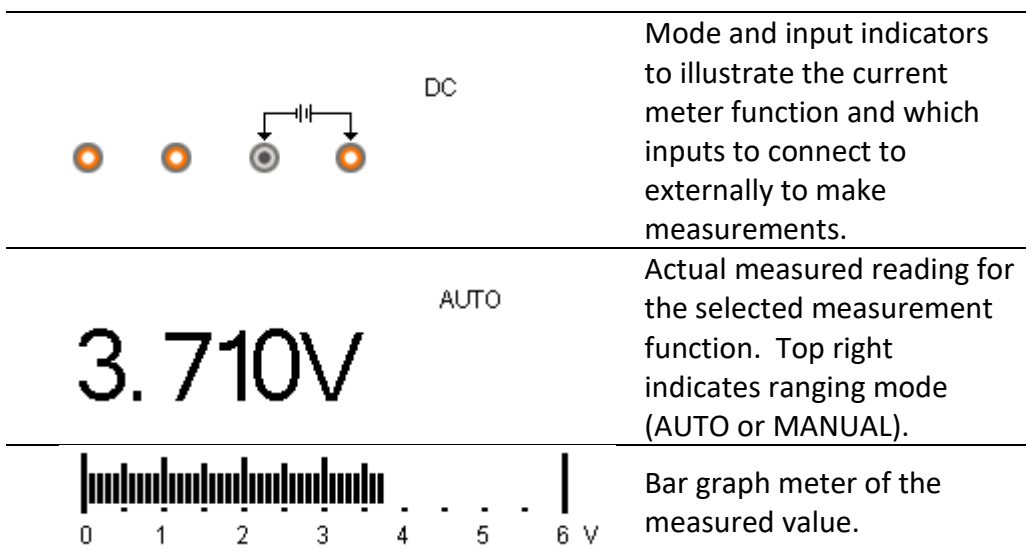 DC
Mode and input indicators
to illustrate the current
meter function and which
inputs to connect to
externally to make
measurements.
AUTO
3.710V
Actual measured reading for
the selected measurement
function.  Top right
indicates ranging mode
(AUTO or MANUAL).
0 1 2 3 4 5 6 V
Bar graph meter of the
measured value.